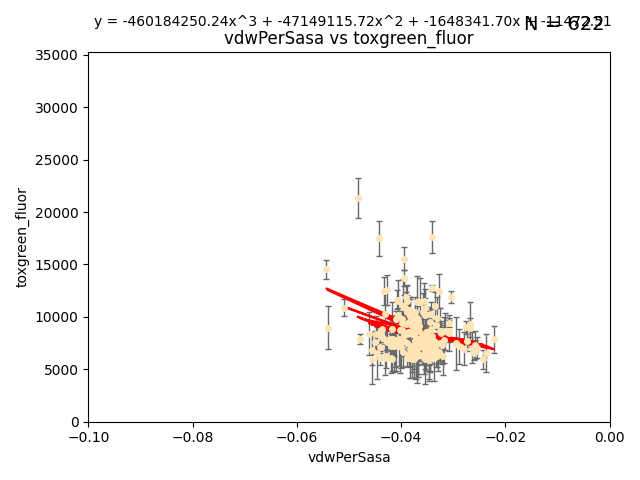 y = -460184250.24x^3 + -47149115.72x^2 + -1648341.70x + -11472.51
N = 622
vdwPerSasa vs toxgreen_fluor
35000
30000
25000
20000
15000
10000
5000
0
toxgreen_fluor
−0.10
−0.08
−0.06
−0.04
−0.02
0.00
vdwPerSasa